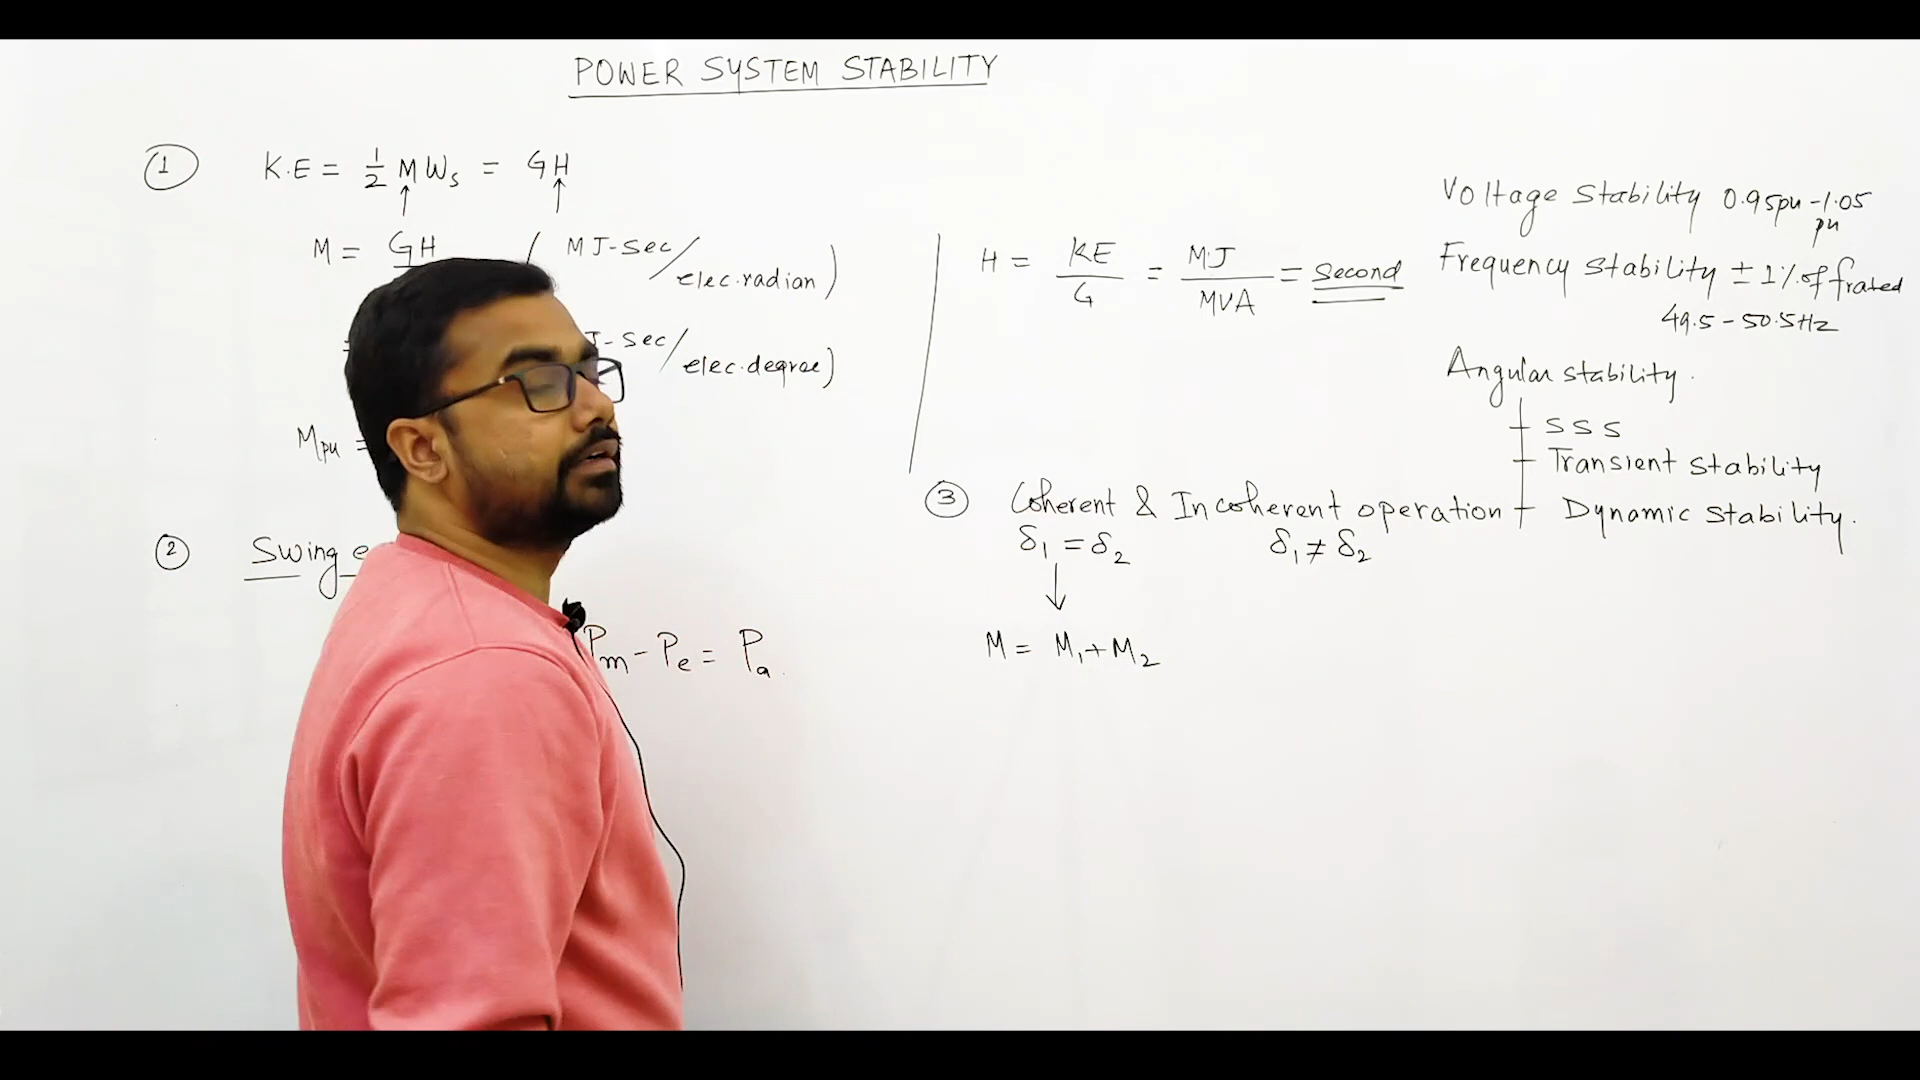 POWER SYSTEM STABILITY
① K.E = 1/2 M Ws = GH
M = GH ( MJ-sec/elec.radian)
= J-sec/elec.degree)
Mpu =
② Swing e
Pm - Pe = Pa
H = KE/G = MJ/MVA = second
Voltage stability 0.95pu - 1.05 pu
Frequency stability ± 1% of frated
49.5 - 50.5Hz
Angular stability.
SSS
Transient stability
Dynamic stability.
③ Coherent & Incoherent operation
δ1 = δ2 δ1 ≠ δ2
↓
M = M1 + M2